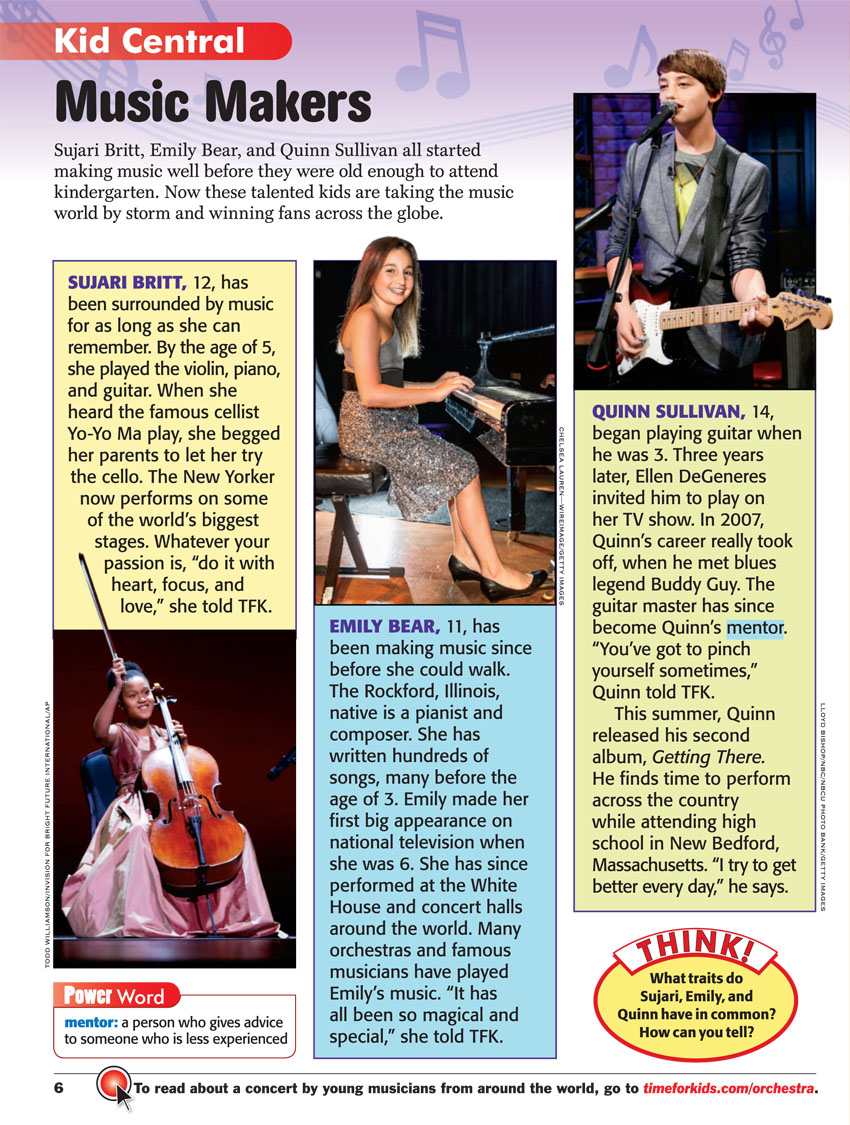 Kid Central
Music Makers
Sujari Britt, Emily Bear, and Quinn Sullivan all started
making music well before they were old enough to attend
kindergarten. Now these talented kids are taking the music
world by storm and winning fans across the globe.
SUJARI BRITT, 12, has
been surrounded by music
for as long as she can
remember. By the age of 5,
she played the violin, piano,
and guitar. When she
heard the famous cellist
Yo-Yo Ma play, she begged
her parents to let her try
the cello. The New Yorker
now performs on some
of the world's biggest
stages. Whatever your
passion is, “do it with
heart, focus, and
love,” she told TFK.
TODD WILLIAMSON/INVISION FOR BRIGHT FUTURE INTERNATIONAL/AP
Power Word
mentor: a person who gives advice
to someone who is less experienced
CHELSEA LAUREN—WIREIMAGE/GETTY IMAGES
EMILY BEAR, 11, has
been making music since
before she could walk.
The Rockford, Illinois,
native is a pianist and
composer. She has
written hundreds of
songs, many before the
age of 3. Emily made her
first big appearance on
national television when
she was 6. She has since
performed at the White
House and concert halls
around the world. Many
orchestras and famous
musicians have played
Emily's music. “It has
all been so magical and
special,” she told TFK.
Fender
QUINN SULLIVAN, 14,
began playing guitar when
he was 3. Three years
later, Ellen DeGeneres
invited him to play on
her TV show. In 2007,
Quinn's career really took
off, when he met blues
legend Buddy Guy. The
guitar master has since
become Quinn's mentor.
“You've got to pinch
yourself sometimes,”
Quinn told TFK.
This summer, Quinn
released his second
album, Getting There.
He finds time to perform
across the country
while attending high
school in New Bedford,
Massachusetts. “I try to get
better every day,” he says.
LLOYD BISHOP/NBC/NBCU PHOTO BANK/GETTY IMAGES
THINK!
What traits do
Sujari, Emily, and
Quinn have in common?
How can you tell?
6
To read about a concert by young musicians from around the world, go to timeforkids.com/orchestra.